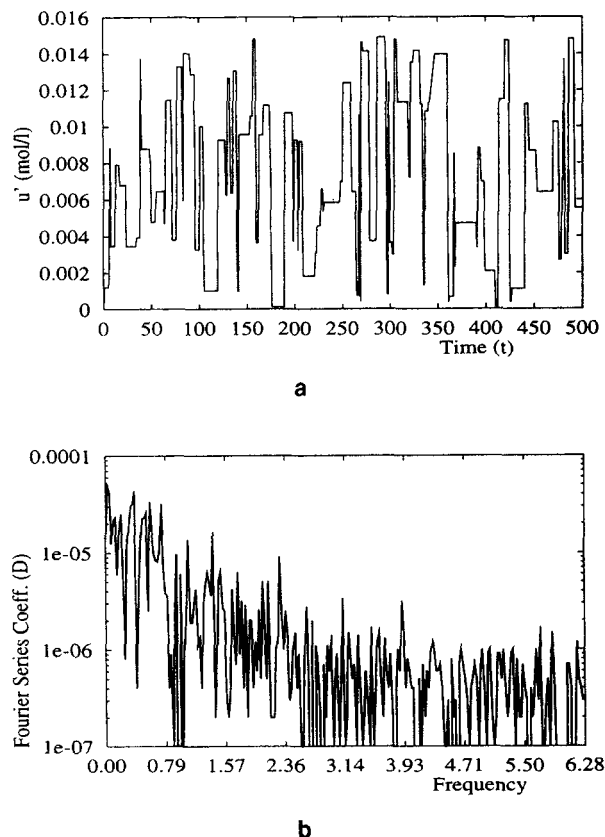 0.016
0.014
0.012
0.01
0.008
0.006
0.004
0.002
0
u' (mol/l)
0 50 100 150 200 250 300 350 400 450 500
Time (t)
a
0.0001
1e-05
1e-06
1e-07
Fourier Series Coeff. (D)
0.00 0.79 1.57 2.36 3.14 3.93 4.71 5.50 6.28
Frequency
b